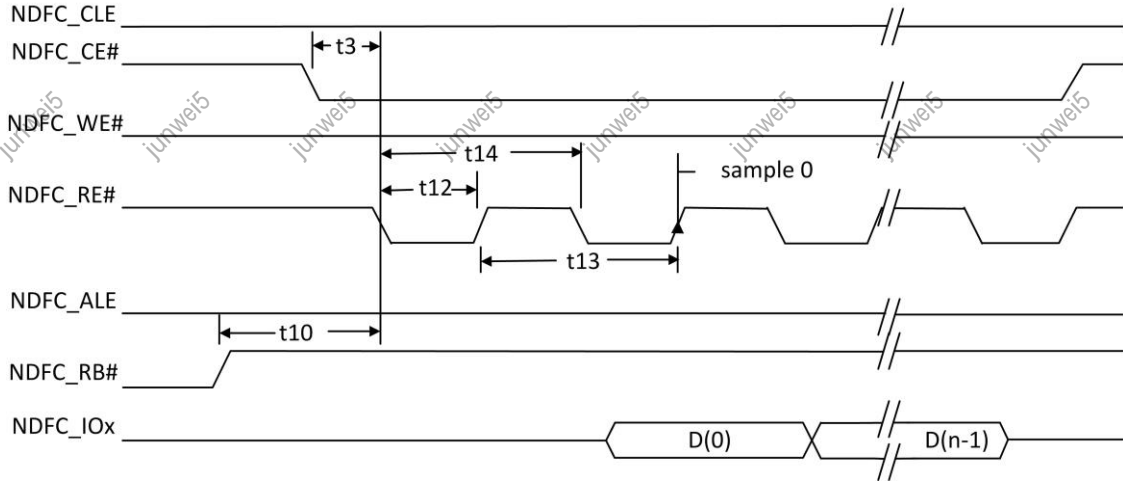 NDFC_CLE
t3
NDFC_CE#
junwei5 junwei5 junwei5 junwei5 junwei5 junwei5 junwei5
NDFC_WE#
t14
sample 0
t12
NDFC_RE#
t13
NDFC_ALE
t10
NDFC_RB#
NDFC_IOx
D(0) D(n-1)